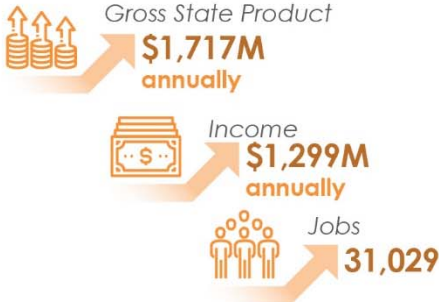 Gross State Product
$1,717M
annually
Income
$1,299M
annually
Jobs
31,029